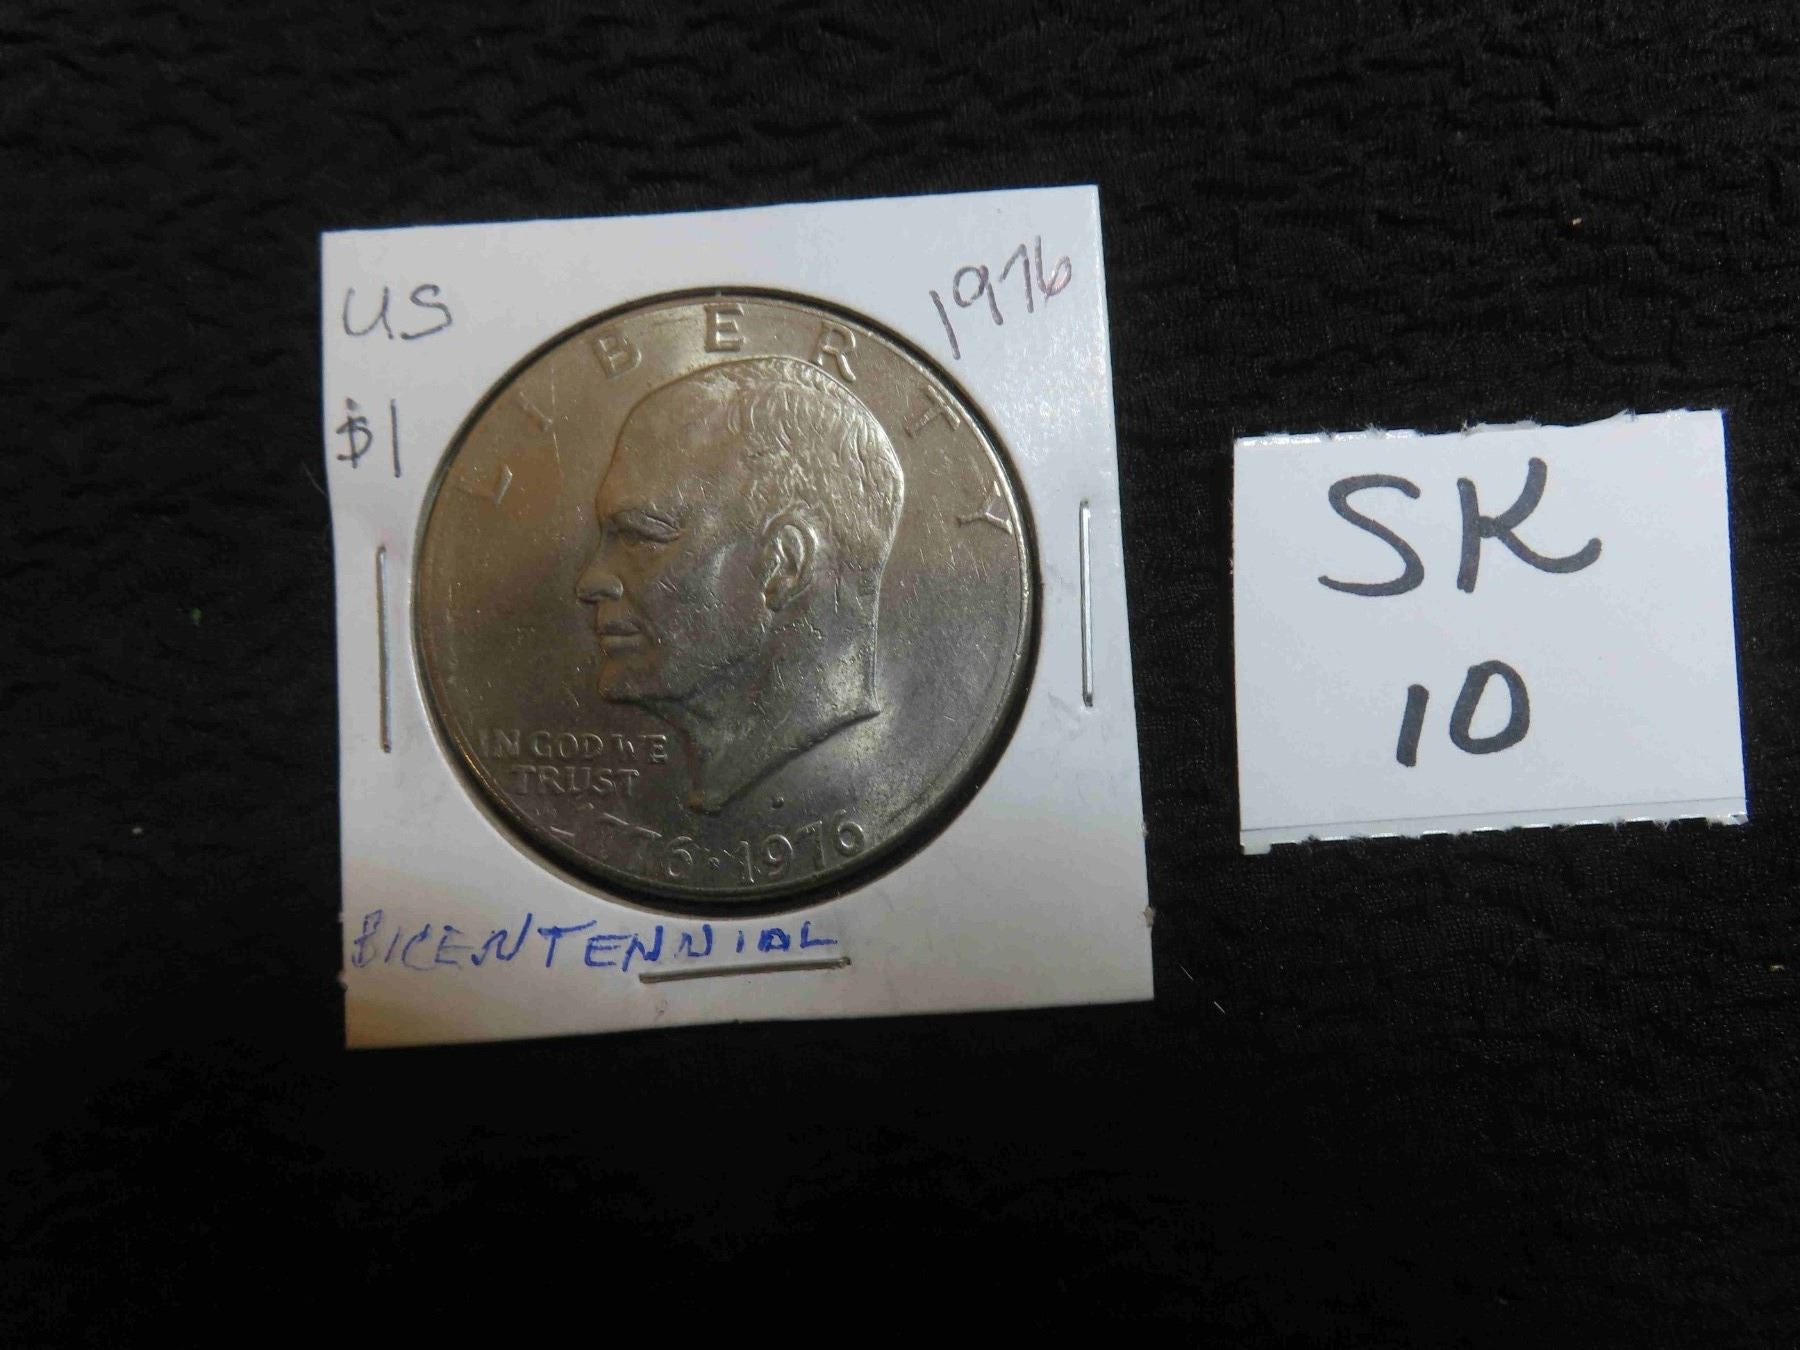 US
1976
$1
LIBERTY
IN GOD WE
TRUST
1776·1976
BICENTENNIAL
SK
10